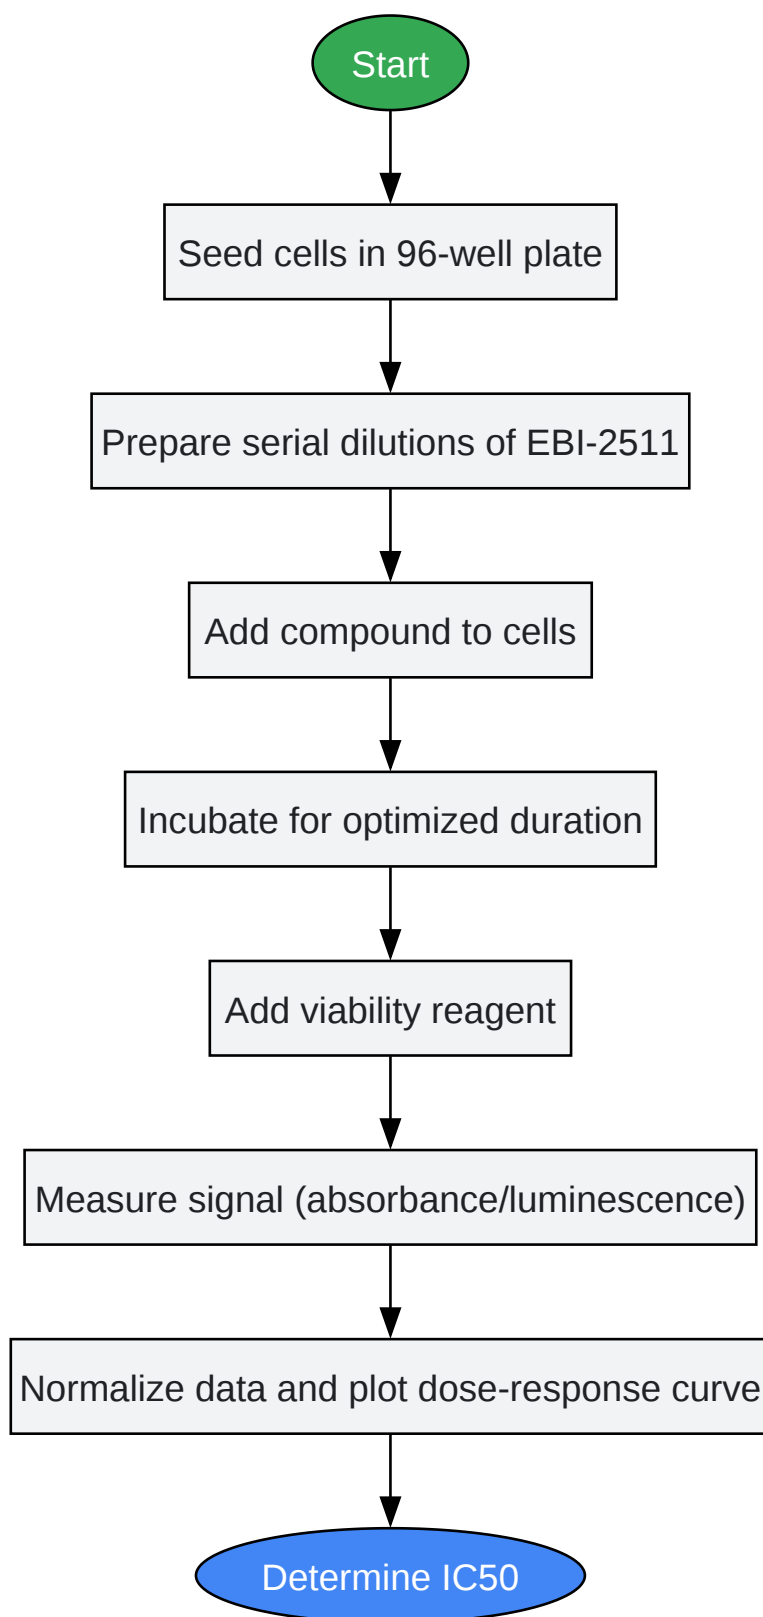 Start
Seed cells in 96-well plate
Prepare serial dilutions of EBI-2511
Add compound to cells
Incubate for optimized duration
Add viability reagent
Measure signal (absorbance/luminescence)
Normalize data and plot dose-response curve
Determine IC50